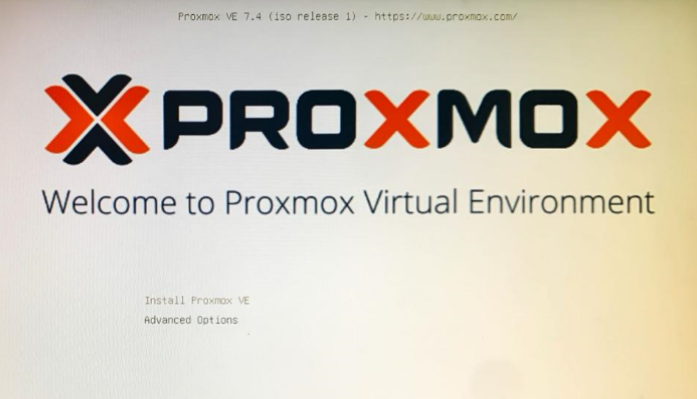 Proxmox VE 7.4 (iso release 1) - https://www.proxmox.com/
PROXMOX
Welcome to Proxmox Virtual Environment
Install Proxmox VE
Advanced Options